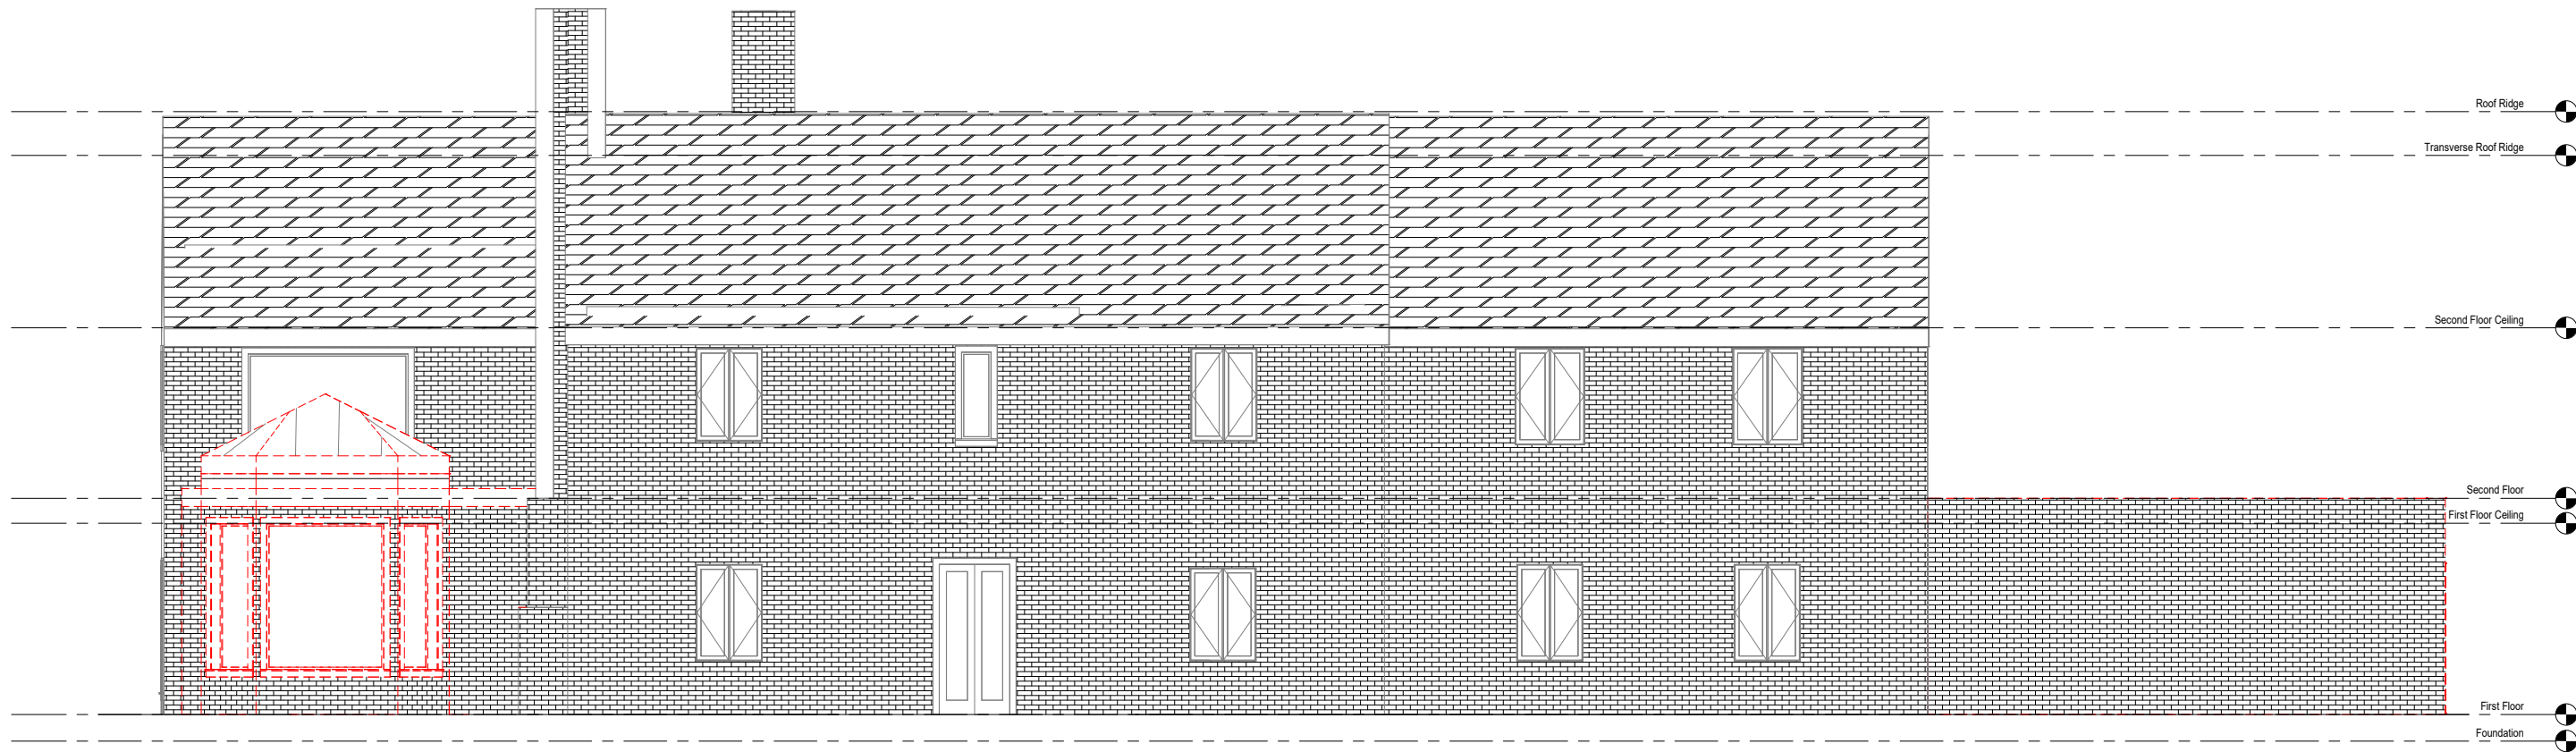 Roof Ridge
Transverse Roof Ridge
Second Floor Ceiling
Second Floor
First Floor Ceiling
First Floor
Foundation